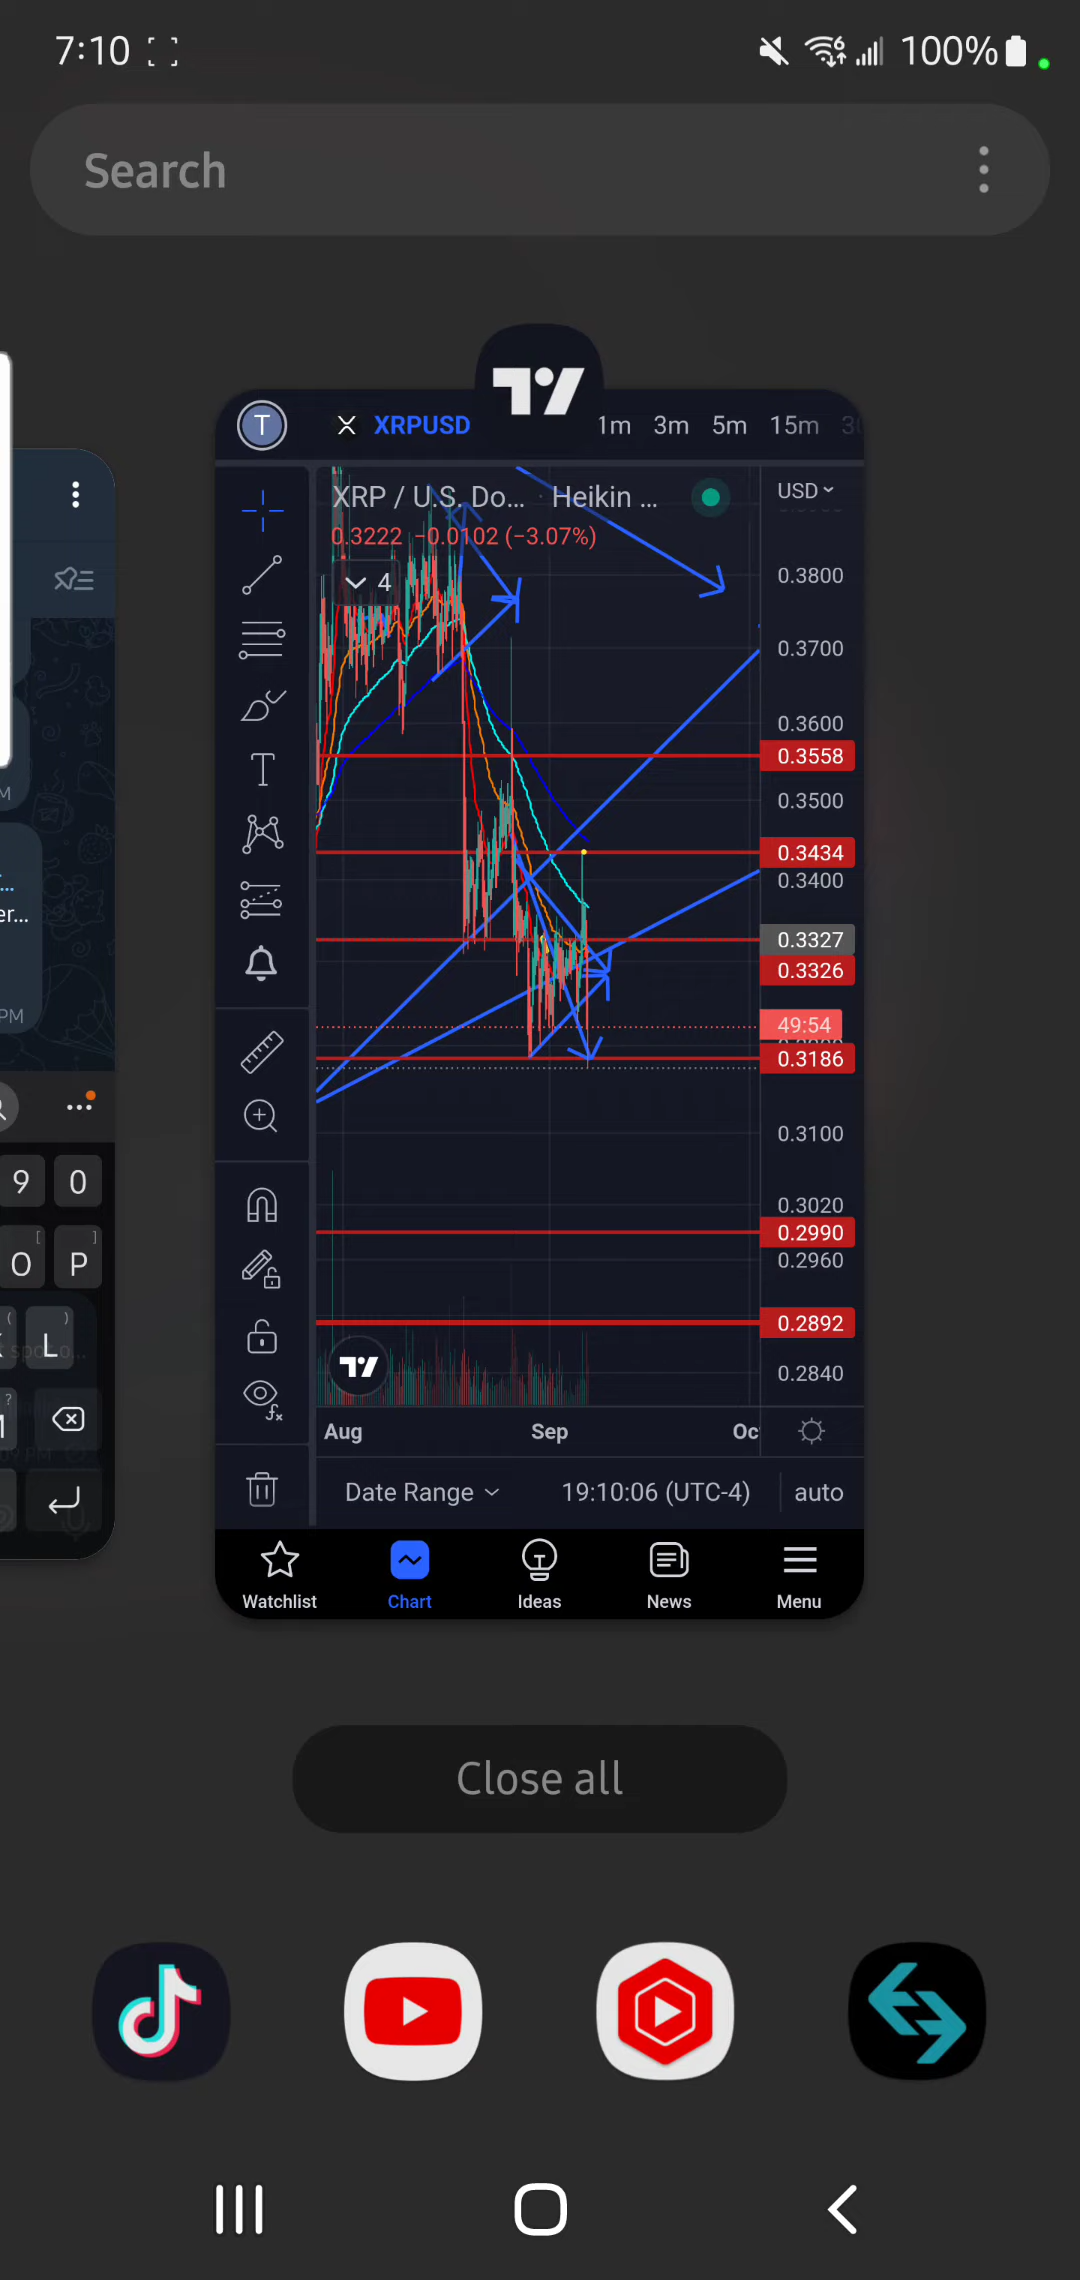 7:10
100%
Search
T
XRPUSD
1m 3m 5m 15m
XRP / U.S. Do... · Heikin ...
USD
0.3222 −0.0102 (−3.07%)
4
0.3800
0.3700
0.3600
0.3558
0.3500
0.3434
0.3400
0.3327
0.3326
49:54
0.3186
0.3100
0.3020
0.2990
0.2960
0.2892
0.2840
Aug Sep Oc
Date Range 19:10:06 (UTC-4) auto
Watchlist Chart Ideas News Menu
er...
PM
9 0
[ ]
O P
( )
L
?
Close all